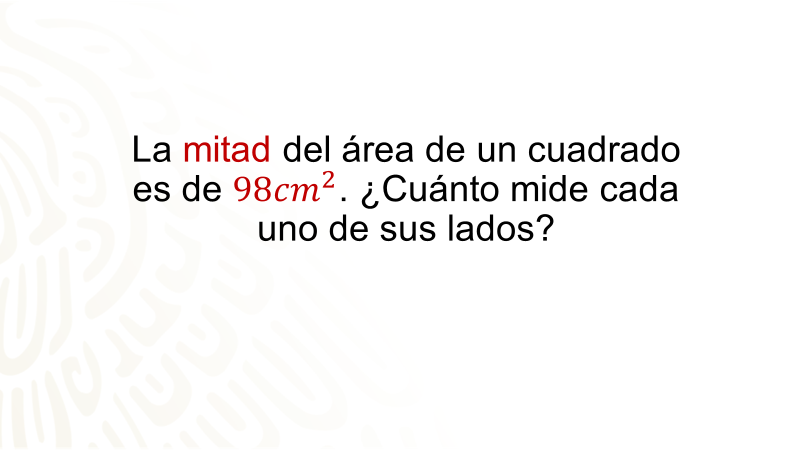 La mitad del área de un cuadrado
es de 98cm². ¿Cuánto mide cada
uno de sus lados?